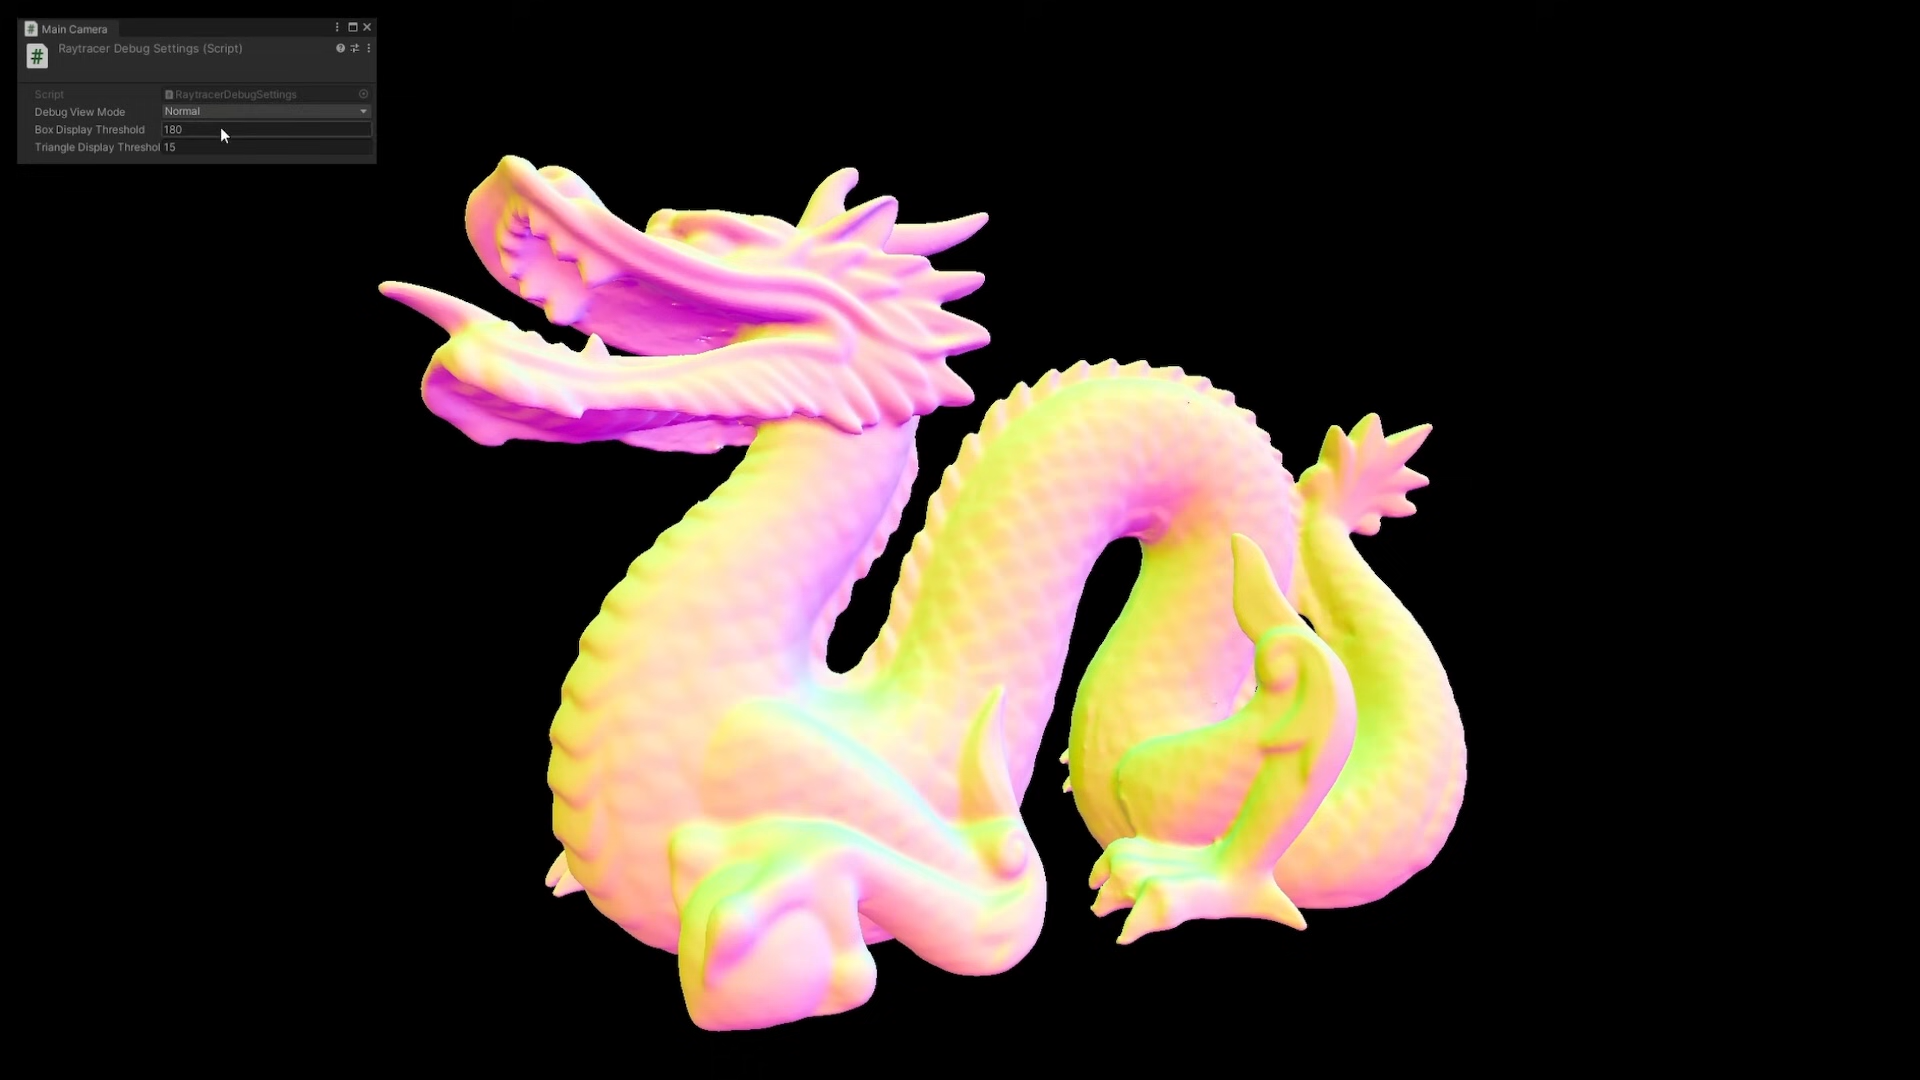 # Main Camera
# Raytracer Debug Settings (Script)
Script RaytracerDebugSettings
Debug View Mode Normal
Box Display Threshold 180
Triangle Display Threshol 15